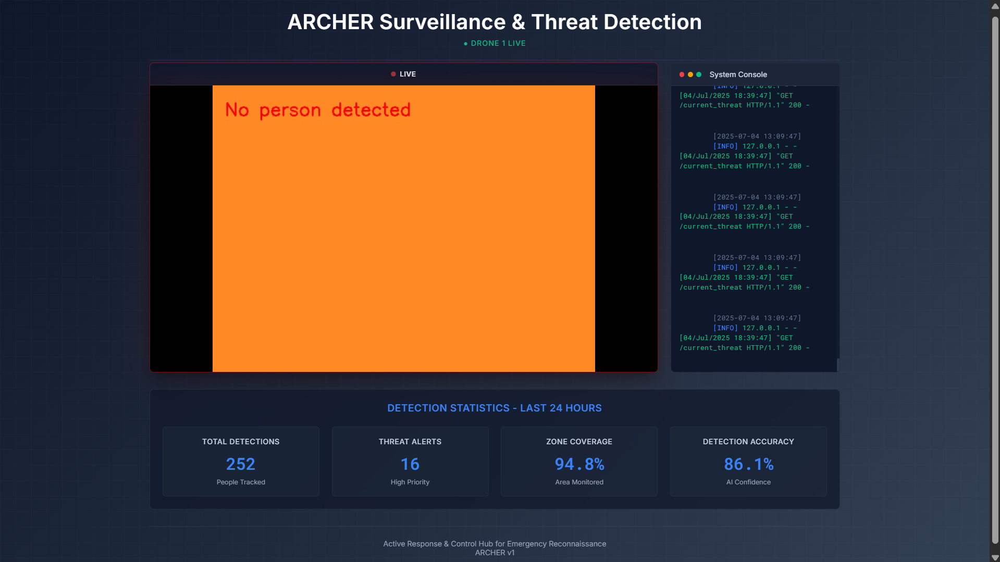 ARCHER Surveillance & Threat Detection
● DRONE 1 LIVE
LIVE
No person detected
System Console
[INFO] 127.0.0.1 - -
[04/Jul/2025 18:39:47] "GET
/current_threat HTTP/1.1" 200 -
[2025-07-04 13:09:47]
[INFO] 127.0.0.1 - -
[04/Jul/2025 18:39:47] "GET
/current_threat HTTP/1.1" 200 -
[2025-07-04 13:09:47]
[INFO] 127.0.0.1 - -
[04/Jul/2025 18:39:47] "GET
/current_threat HTTP/1.1" 200 -
[2025-07-04 13:09:47]
[INFO] 127.0.0.1 - -
[04/Jul/2025 18:39:47] "GET
/current_threat HTTP/1.1" 200 -
[2025-07-04 13:09:47]
[INFO] 127.0.0.1 - -
[04/Jul/2025 18:39:47] "GET
/current_threat HTTP/1.1" 200 -
DETECTION STATISTICS - LAST 24 HOURS
TOTAL DETECTIONS
252
People Tracked
THREAT ALERTS
16
High Priority
ZONE COVERAGE
94.8%
Area Monitored
DETECTION ACCURACY
86.1%
AI Confidence
Active Response & Control Hub for Emergency Reconnaissance
ARCHER v1